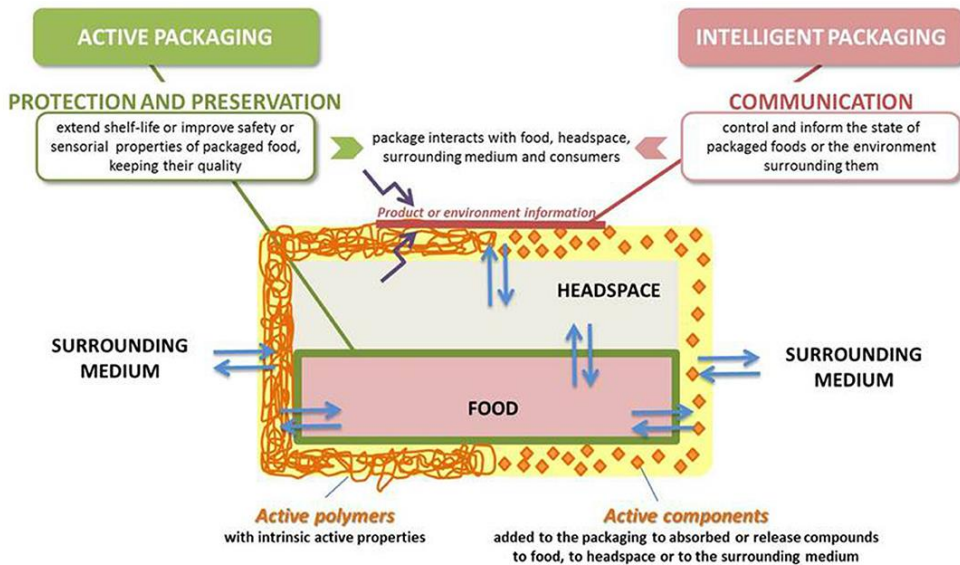 ACTIVE PACKAGING
INTELLIGENT PACKAGING
PROTECTION AND PRESERVATION
extend shelf-life or improve safety or
sensorial properties of packaged food,
keeping their quality
package interacts with food, headspace,
surrounding medium and consumers
COMMUNICATION
control and inform the state of
packaged foods or the environment
surrounding them
Product or environment information
HEADSPACE
SURROUNDING
MEDIUM
SURROUNDING
MEDIUM
FOOD
Active polymers
with intrinsic active properties
Active components
added to the packaging to absorbed or release compounds
to food, to headspace or to the surrounding medium